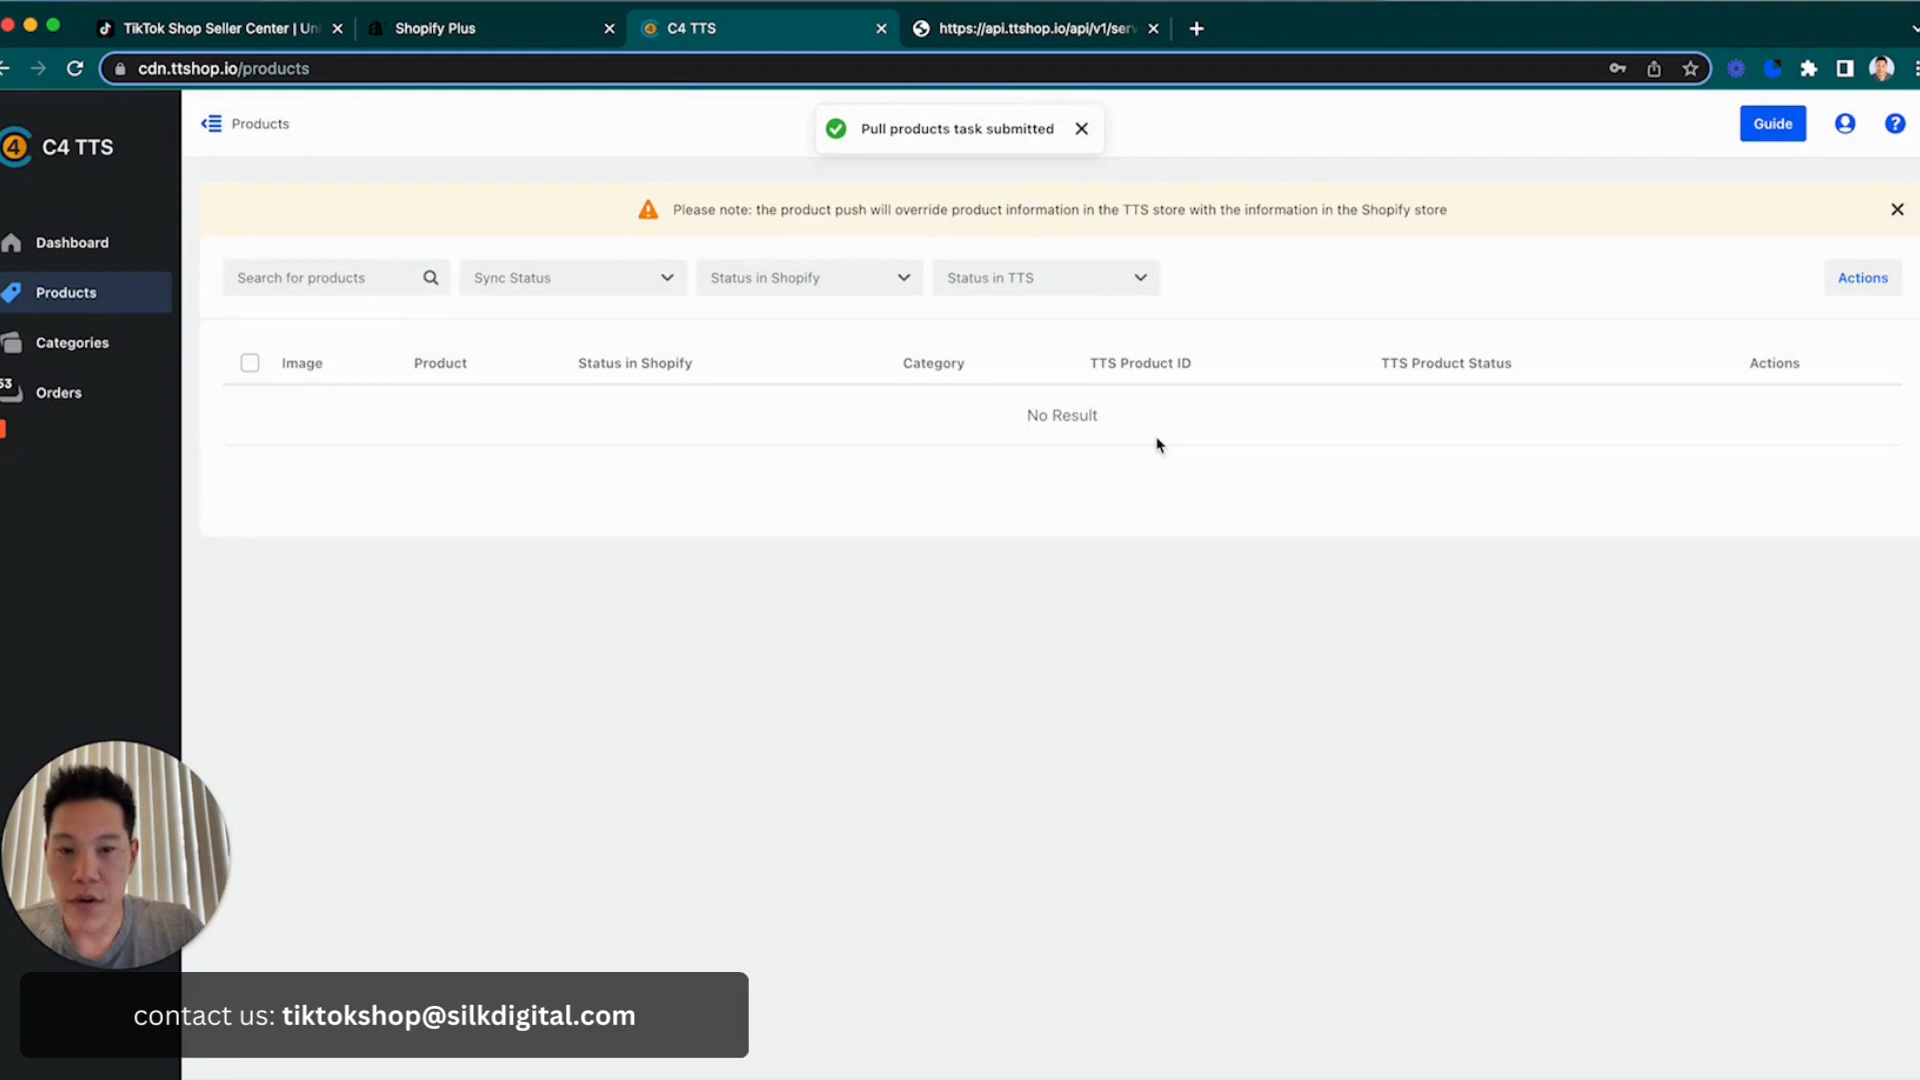 TikTok Shop Seller Center | Un
Shopify Plus
C4 TTS
https://api.ttshop.io/api/v1/serv
cdn.ttshop.io/products
4
C4 TTS
Products
Pull products task submitted
Guide
?
Please note: the product push will override product information in the TTS store with the information in the Shopify store
Dashboard
Products
Categories
53
Orders
Search for products
Sync Status
Status in Shopify
Status in TTS
Actions
Image
Product
Status in Shopify
Category
TTS Product ID
TTS Product Status
Actions
No Result
contact us: tiktokshop@silkdigital.com